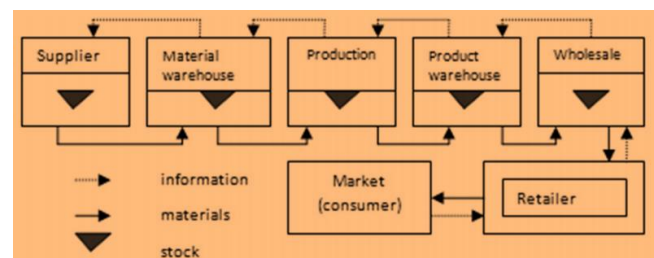 Supplier
Material
warehouse
Production
Product
warehouse
Wholesale
information
materials
stock
Market
(consumer)
Retailer